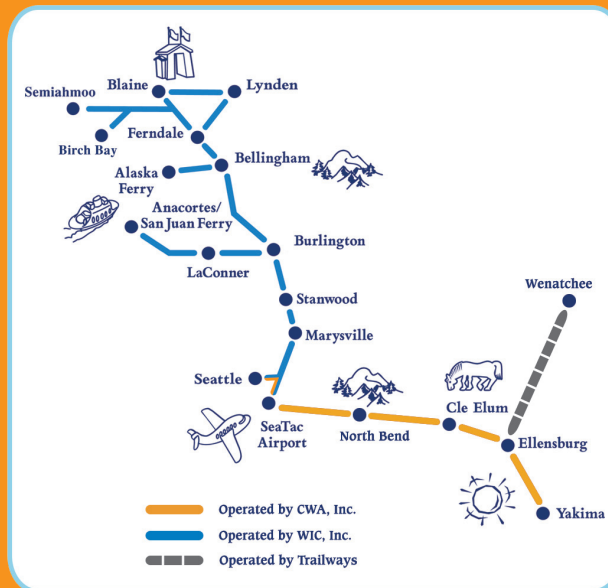 Blaine
Lynden
Semiahmoo
Ferndale
Birch Bay
Bellingham
Alaska
Ferry
Anacortes/
San Juan Ferry
Burlington
LaConner
Wenatchee
Stanwood
Marysville
Seattle
SeaTac
Airport
North Bend
Cle Elum
Ellensburg
Yakima
Operated by CWA, Inc.
Operated by WIC, Inc.
Operated by Trailways